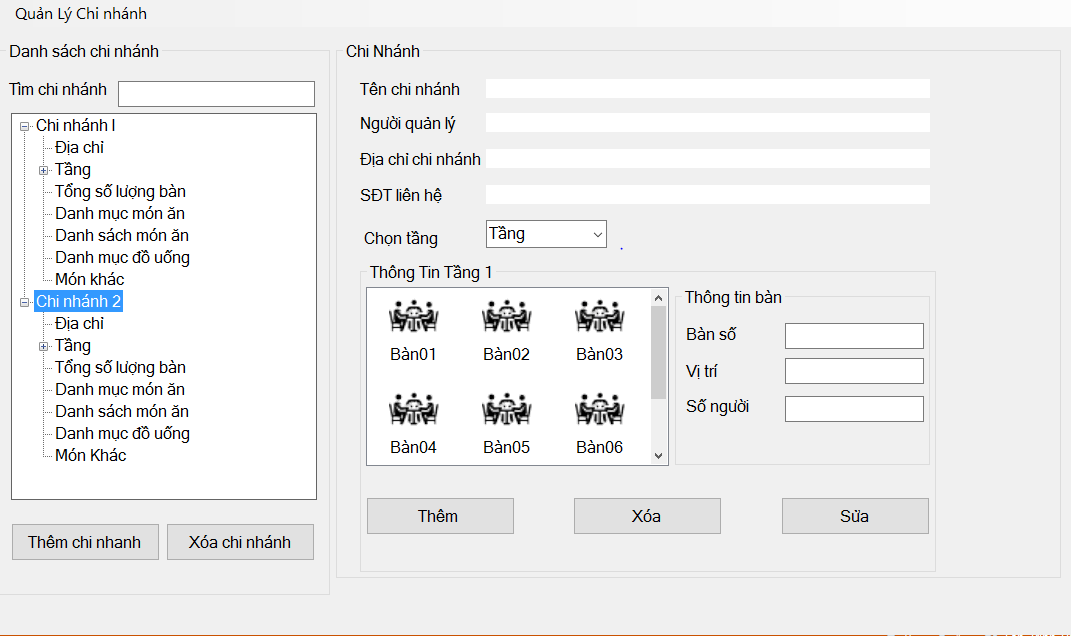 Quản Lý Chi nhánh
Danh sách chi nhánh
Tìm chi nhánh
Chi nhánh I
Địa chỉ
Tầng
Tổng số lượng bàn
Danh mục món ăn
Danh sách món ăn
Danh mục đồ uống
Món khác
Chi nhánh 2
Địa chỉ
Tầng
Tổng số lượng bàn
Danh mục món ăn
Danh sách món ăn
Danh mục đồ uống
Món Khác
Thêm chi nhanh
Xóa chi nhánh
Chi Nhánh
Tên chi nhánh
Người quản lý
Địa chỉ chi nhánh
SĐT liên hệ
Chọn tầng
Tầng
Thông Tin Tầng 1
Bàn01
Bàn02
Bàn03
Bàn04
Bàn05
Bàn06
Thông tin bàn
Bàn số
Vị trí
Số người
Thêm
Xóa
Sửa